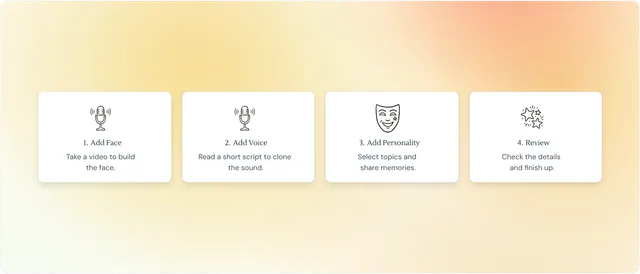 1. Add Face
Take a video to build
the face.
2. Add Voice
Read a short script to clone
the sound.
3. Add Personality
Select topics and
share memories.
4. Review
Check the details
and finish up.